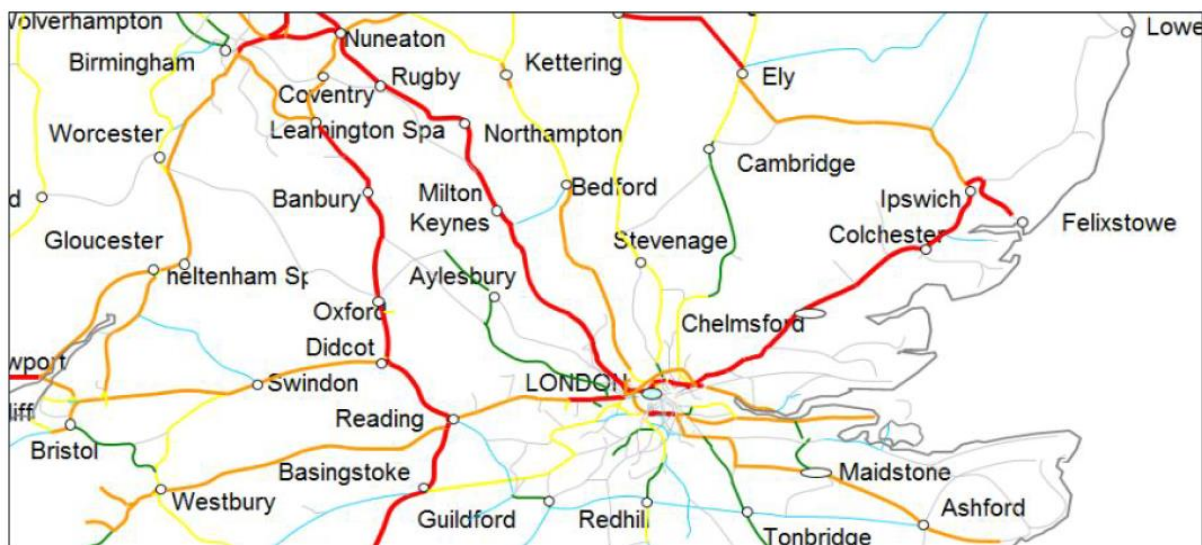 olverhampton
Nuneaton
Lowe
Birmingham
Kettering
Rugby
Ely
Coventry
Worcester
Leamington Spa
Northampton
Cambridge
Banbury
Milton
Keynes
Bedford
Ipswich
Felixstowe
Gloucester
Stevenage
Colchester
heltenham Sp
Aylesbury
Oxford
Chelmsford
Didcot
wport
Swindon
LONDON
liff
Reading
Bristol
Basingstoke
Maidstone
Westbury
Guildford
Redhill
Ashford
Tonbridge
d